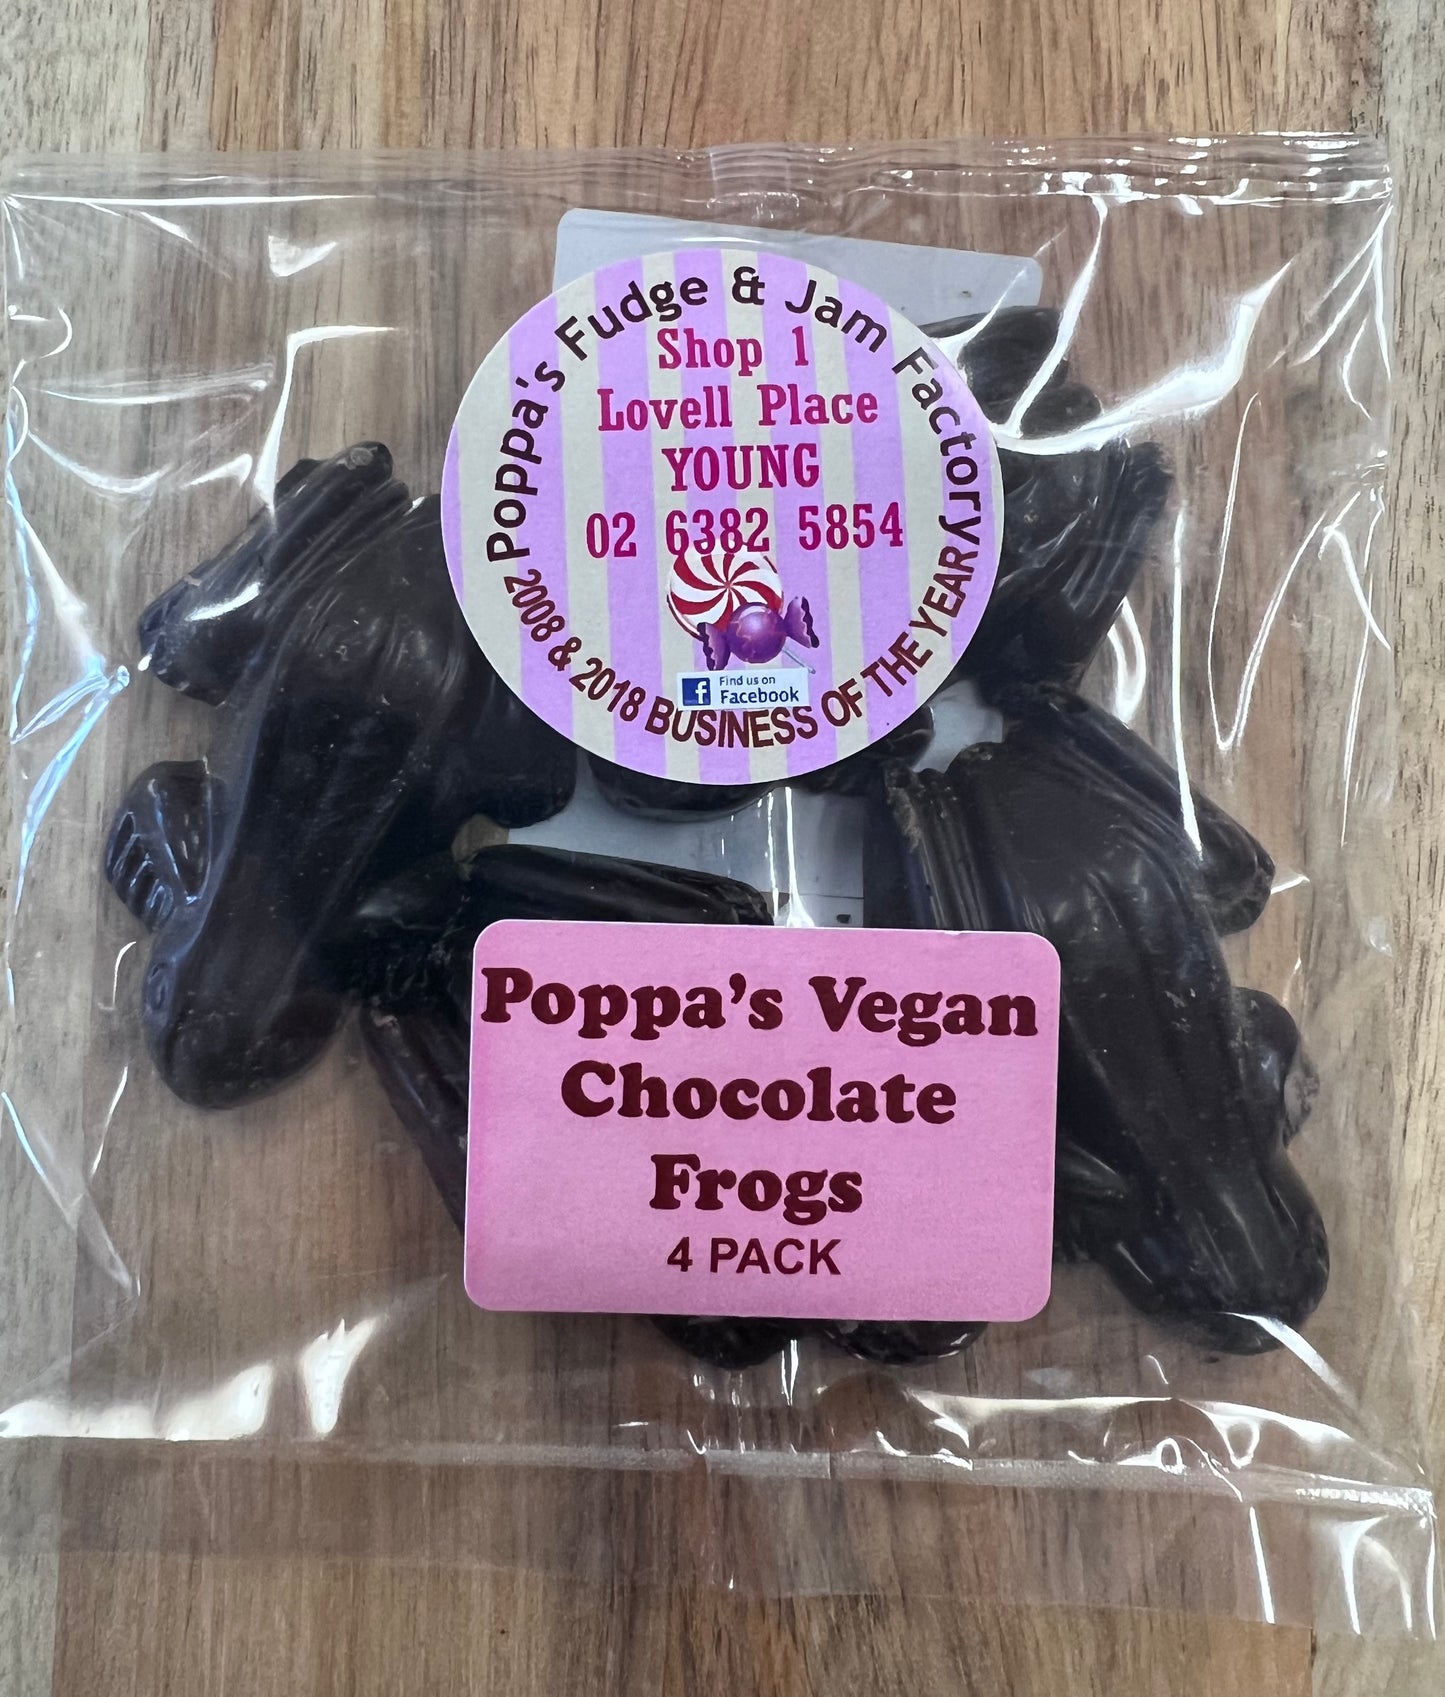 Poppa's Fudge & Jam Factory
Shop 1
Lovell Place
YOUNG
02 6382 5854
f Find us on
Facebook
2008 & 2018 BUSINESS OF THE YEAR
Poppa's Vegan
Chocolate
Frogs
4 PACK